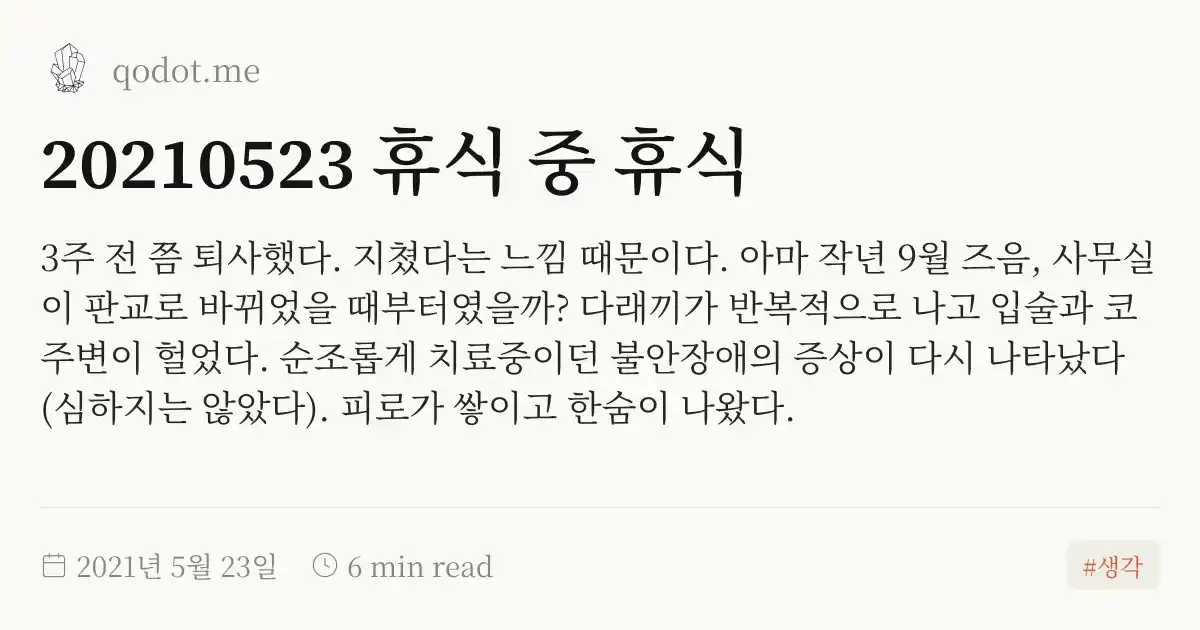 qodot.me
20210523 휴식 중 휴식
3주 전 쯤 퇴사했다. 지쳤다는 느낌 때문이다. 아마 작년 9월 즈음, 사무실
이 판교로 바뀌었을 때부터였을까? 다래끼가 반복적으로 나고 입술과 코
주변이 헐었다. 순조롭게 치료중이던 불안장애의 증상이 다시 나타났다
(심하지는 않았다). 피로가 쌓이고 한숨이 나왔다.
2021년 5월 23일 6 min read #생각